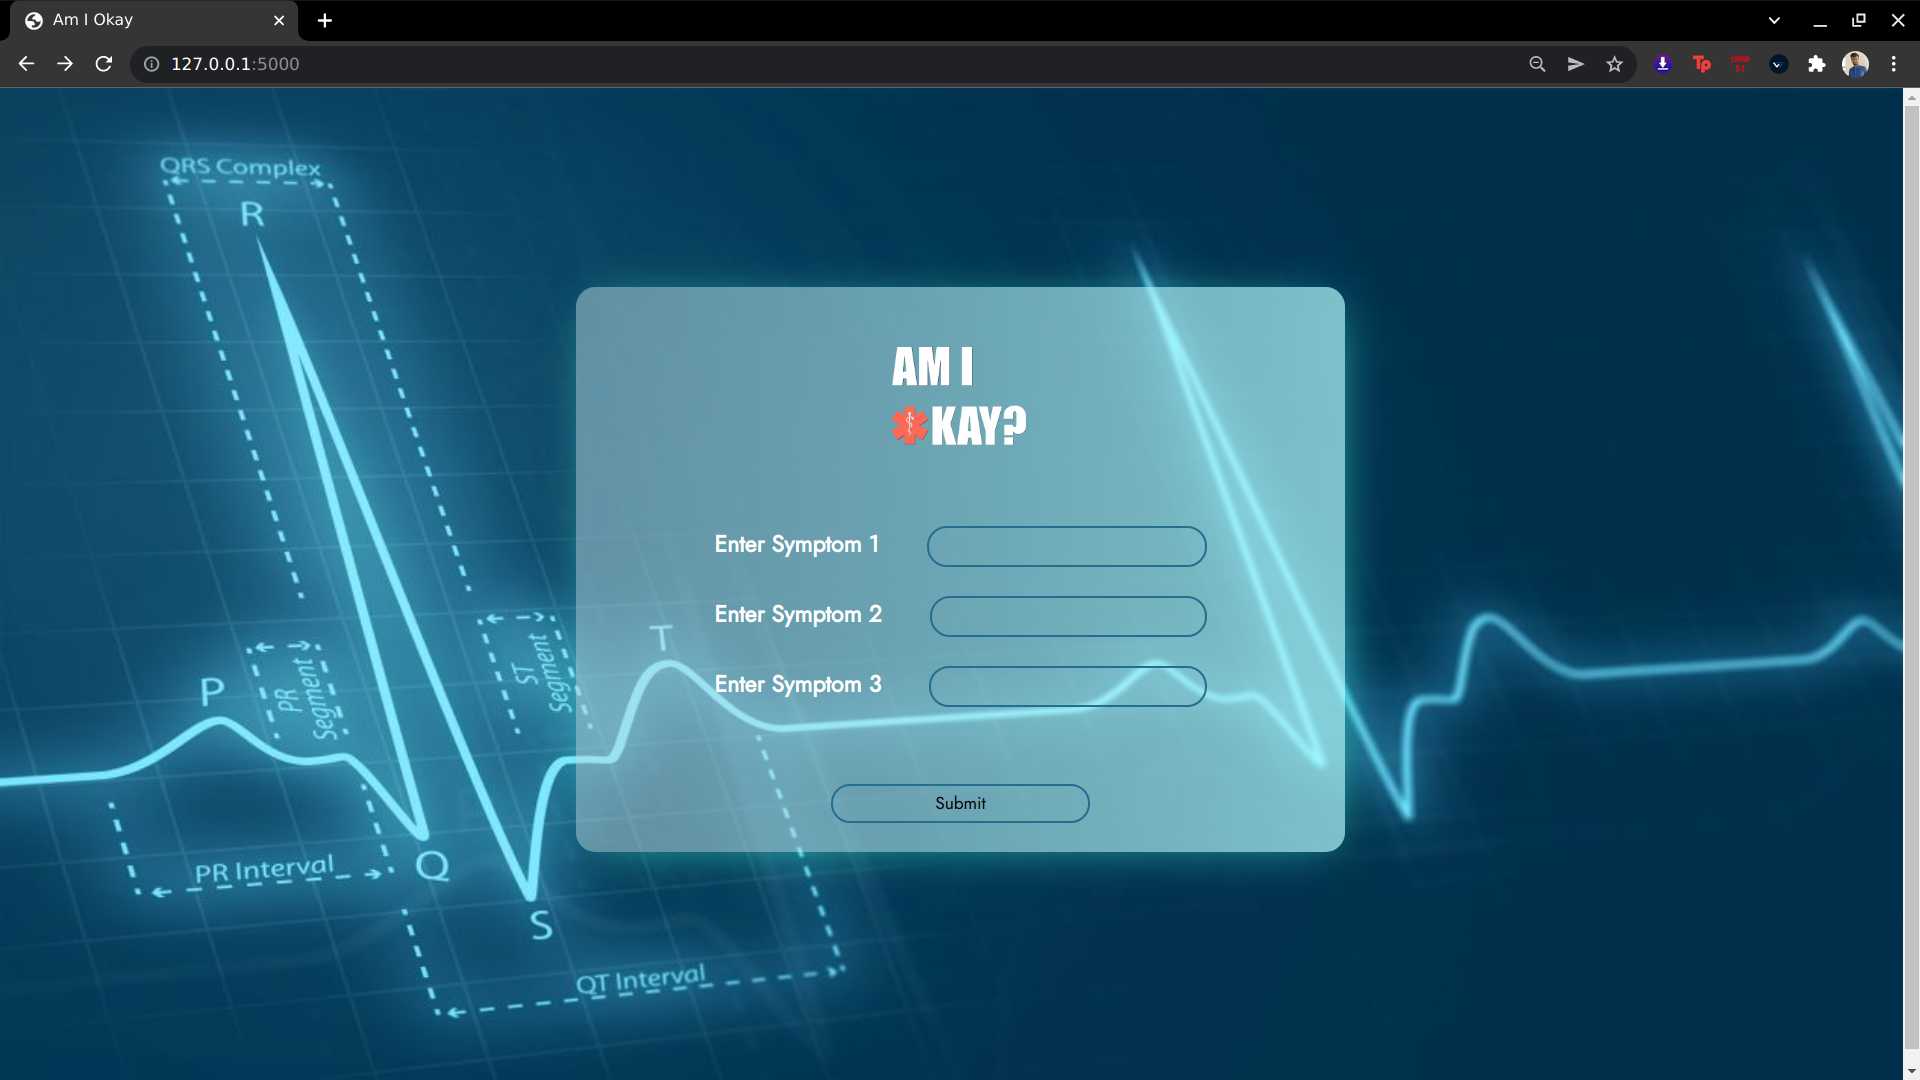 Am I Okay
127.0.0.1:5000
Tp
QRS Complex
R
AM I
KAY?
Enter Symptom 1
Enter Symptom 2
Enter Symptom 3
T
ST
Segment
PR
Segment
P
Submit
PR Interval
Q
S
QT Interval